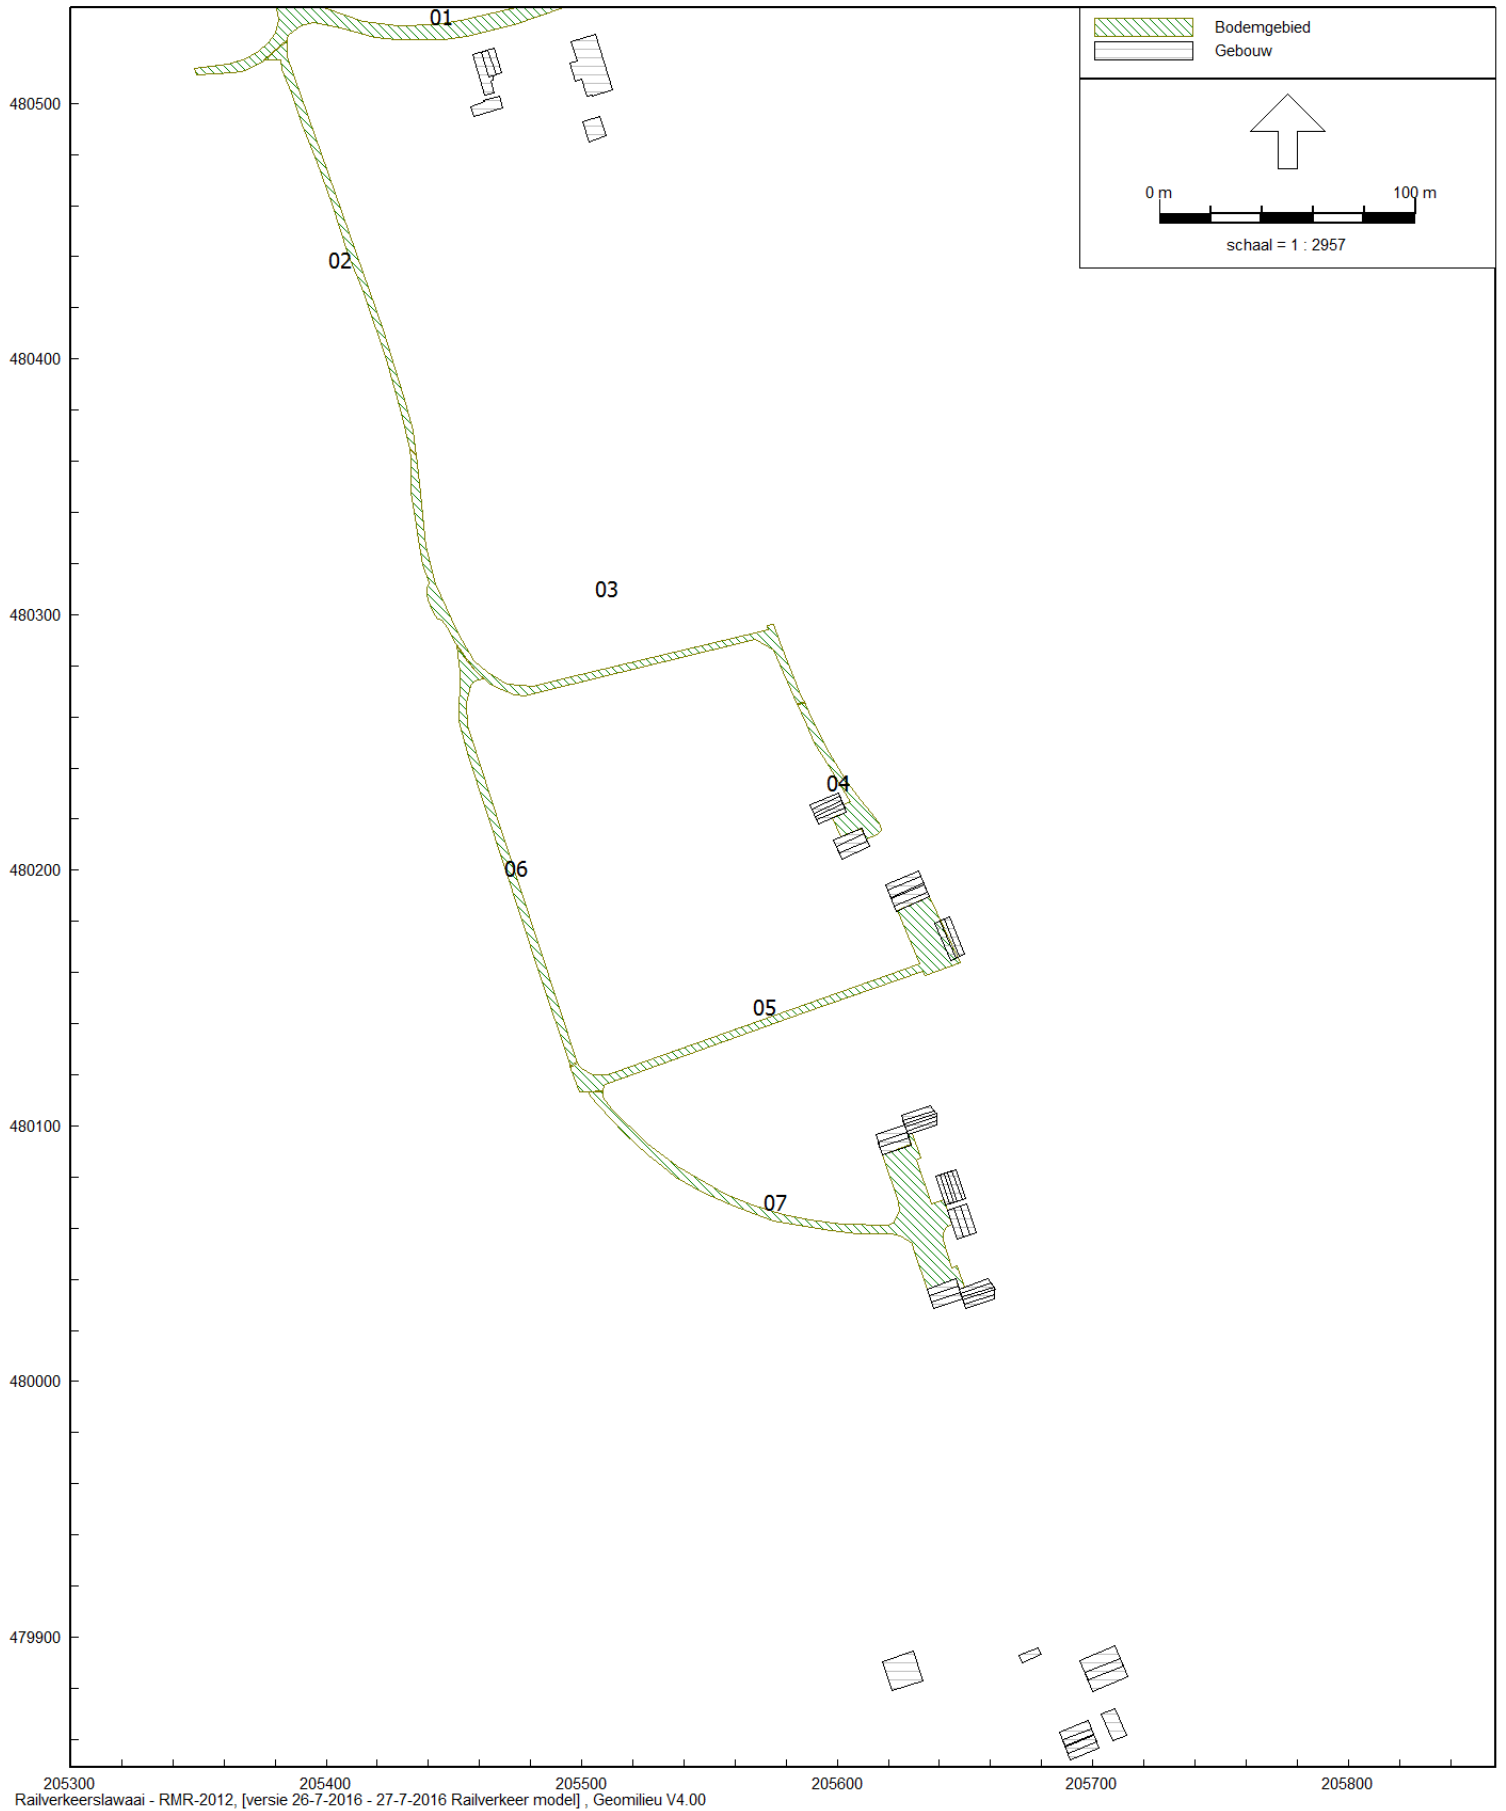 01
Bodemgebied
Gebouw
480500
0 m 100 m
schaal = 1 : 2957
02
480400
03
480300
04
480200
06
05
480100
07
480000
479900
205300 205400 205500 205600 205700 205800
Railverkeerslawaai - RMR-2012, [versie 26-7-2016 - 27-7-2016 Railverkeer model] , Geomilieu V4.00